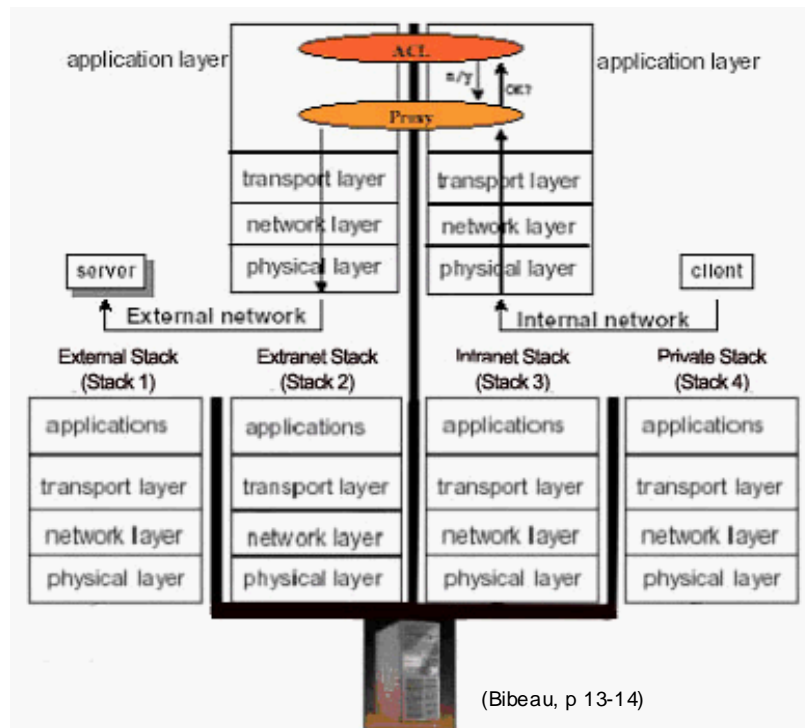 application layer
ACL
application layer
n/y
OK?
Proxy
transport layer
transport layer
network layer
network layer
physical layer
physical layer
server
client
External network
Internal network
External Stack
(Stack 1)
Extranet Stack
(Stack 2)
Intranet Stack
(Stack 3)
Private Stack
(Stack 4)
applications
applications
applications
applications
transport layer
transport layer
transport layer
transport layer
network layer
network layer
network layer
network layer
physical layer
physical layer
physical layer
physical layer
(Bibeau, p 13-14)